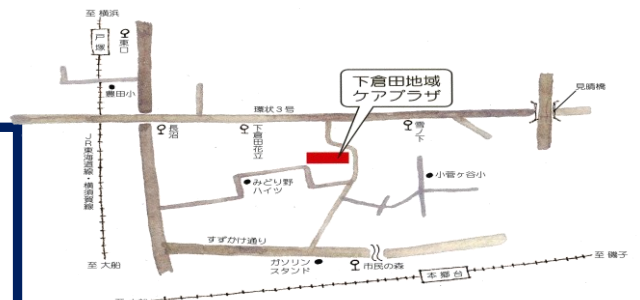 至 横浜
戸塚
東口
豊田小
下倉田地域
ケアプラザ
見晴橋
環状3号
長沼
下倉田花立
雪ノ下
JR東海道線・横須賀線
みどり野
ハイツ
小菅ヶ谷小
すずかけ通り
至 大船
ガソリン
スタンド
市民の森
本郷台
至 磯子